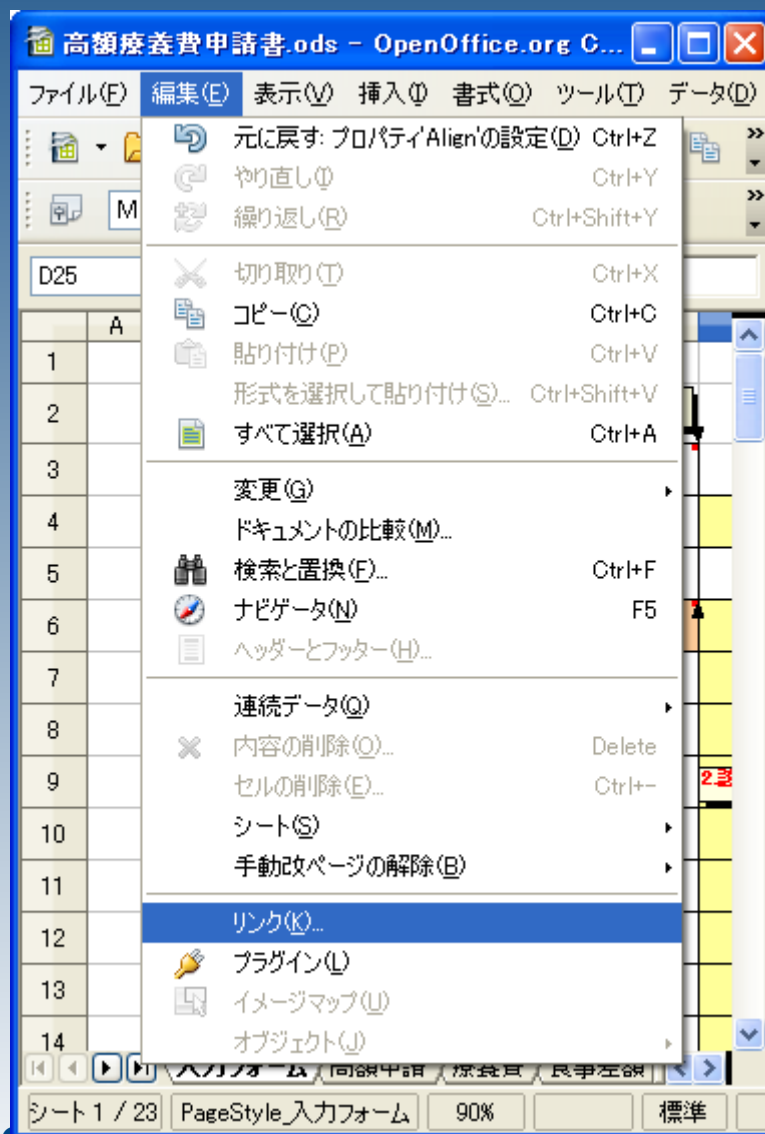 高額療養費申請書.ods - OpenOffice.org C...
ファイル(F) 編集(E) 表示(V) 挿入(I) 書式(O) ツール(T) データ(D)
元に戻す: プロパティ'Align'の設定(D) Ctrl+Z
やり直し(I) Ctrl+Y
M 繰り返し(R) Ctrl+Shift+Y
D25 切り取り(T) Ctrl+X
コピー(C) Ctrl+C
A
1 貼り付け(P) Ctrl+V
形式を選択して貼り付け(S)... Ctrl+Shift+V
2 すべて選択(A) Ctrl+A
3 変更(G)
4 ドキュメントの比較(M)...
5 検索と置換(F)... Ctrl+F
6 ナビゲータ(N) F5
ヘッダーとフッター(H)...
7 連続データ(Q)
8 内容の削除(O)... Delete
9 セルの削除(E)... Ctrl+-
10 シート(S)
11 手動改ページの解除(B)
12 リンク(K)...
プラグイン(L)
13 イメージマップ(U)
14 オブジェクト(J)
入力フォーム 高額申請 療養費 食事差額
シート 1 / 23 PageStyle_入力フォーム 90% 標準